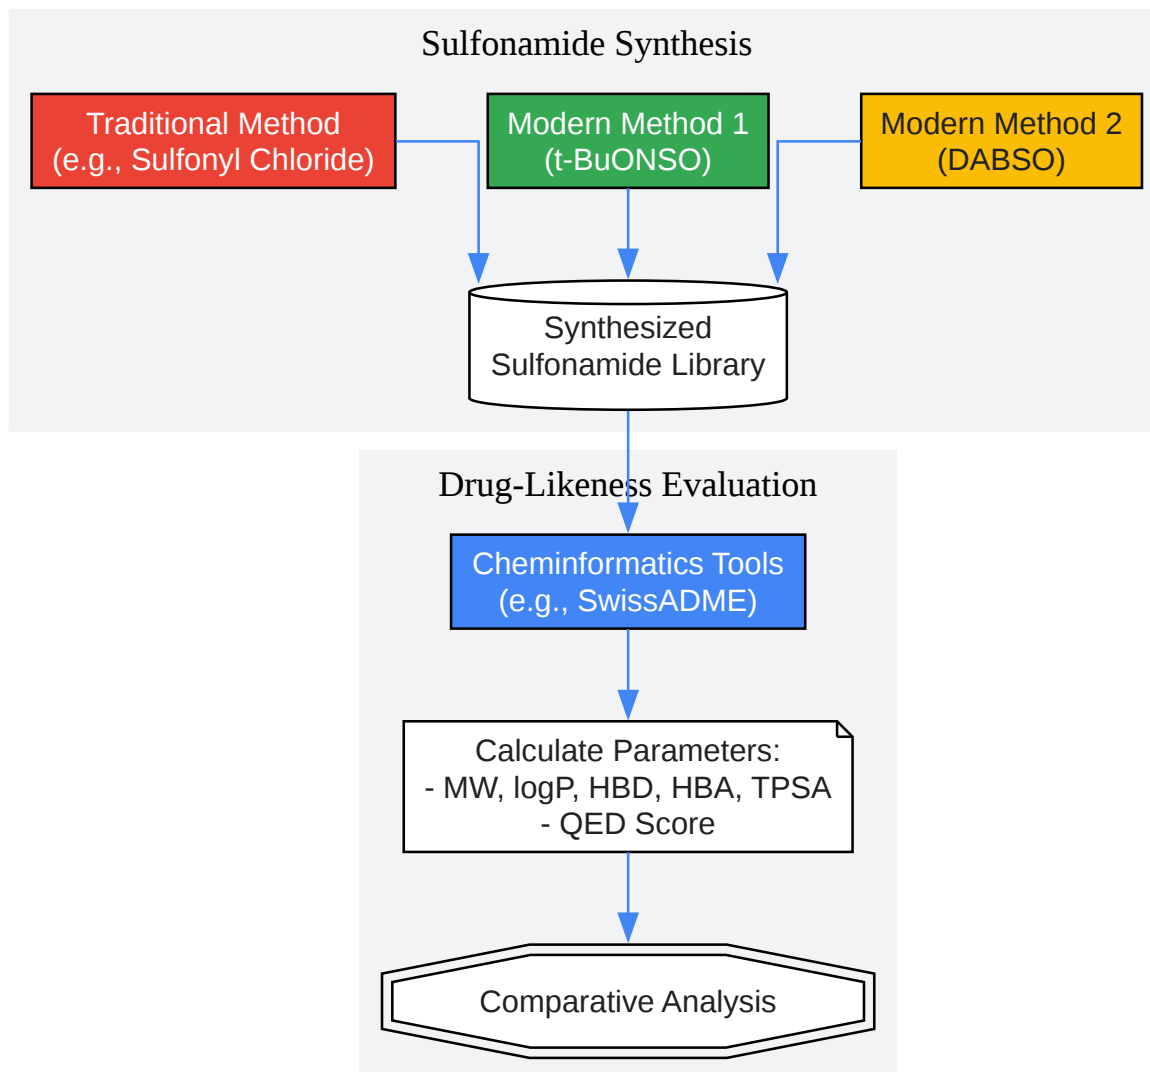 Sulfonamide Synthesis
Traditional Method
(e.g., Sulfonyl Chloride)
Modern Method 1
(t-BuONSO)
Modern Method 2
(DABSO)
Synthesized
Sulfonamide Library
Drug-Likeness Evaluation
Cheminformatics Tools
(e.g., SwissADME)
Calculate Parameters:
- MW, logP, HBD, HBA, TPSA
- QED Score
Comparative Analysis